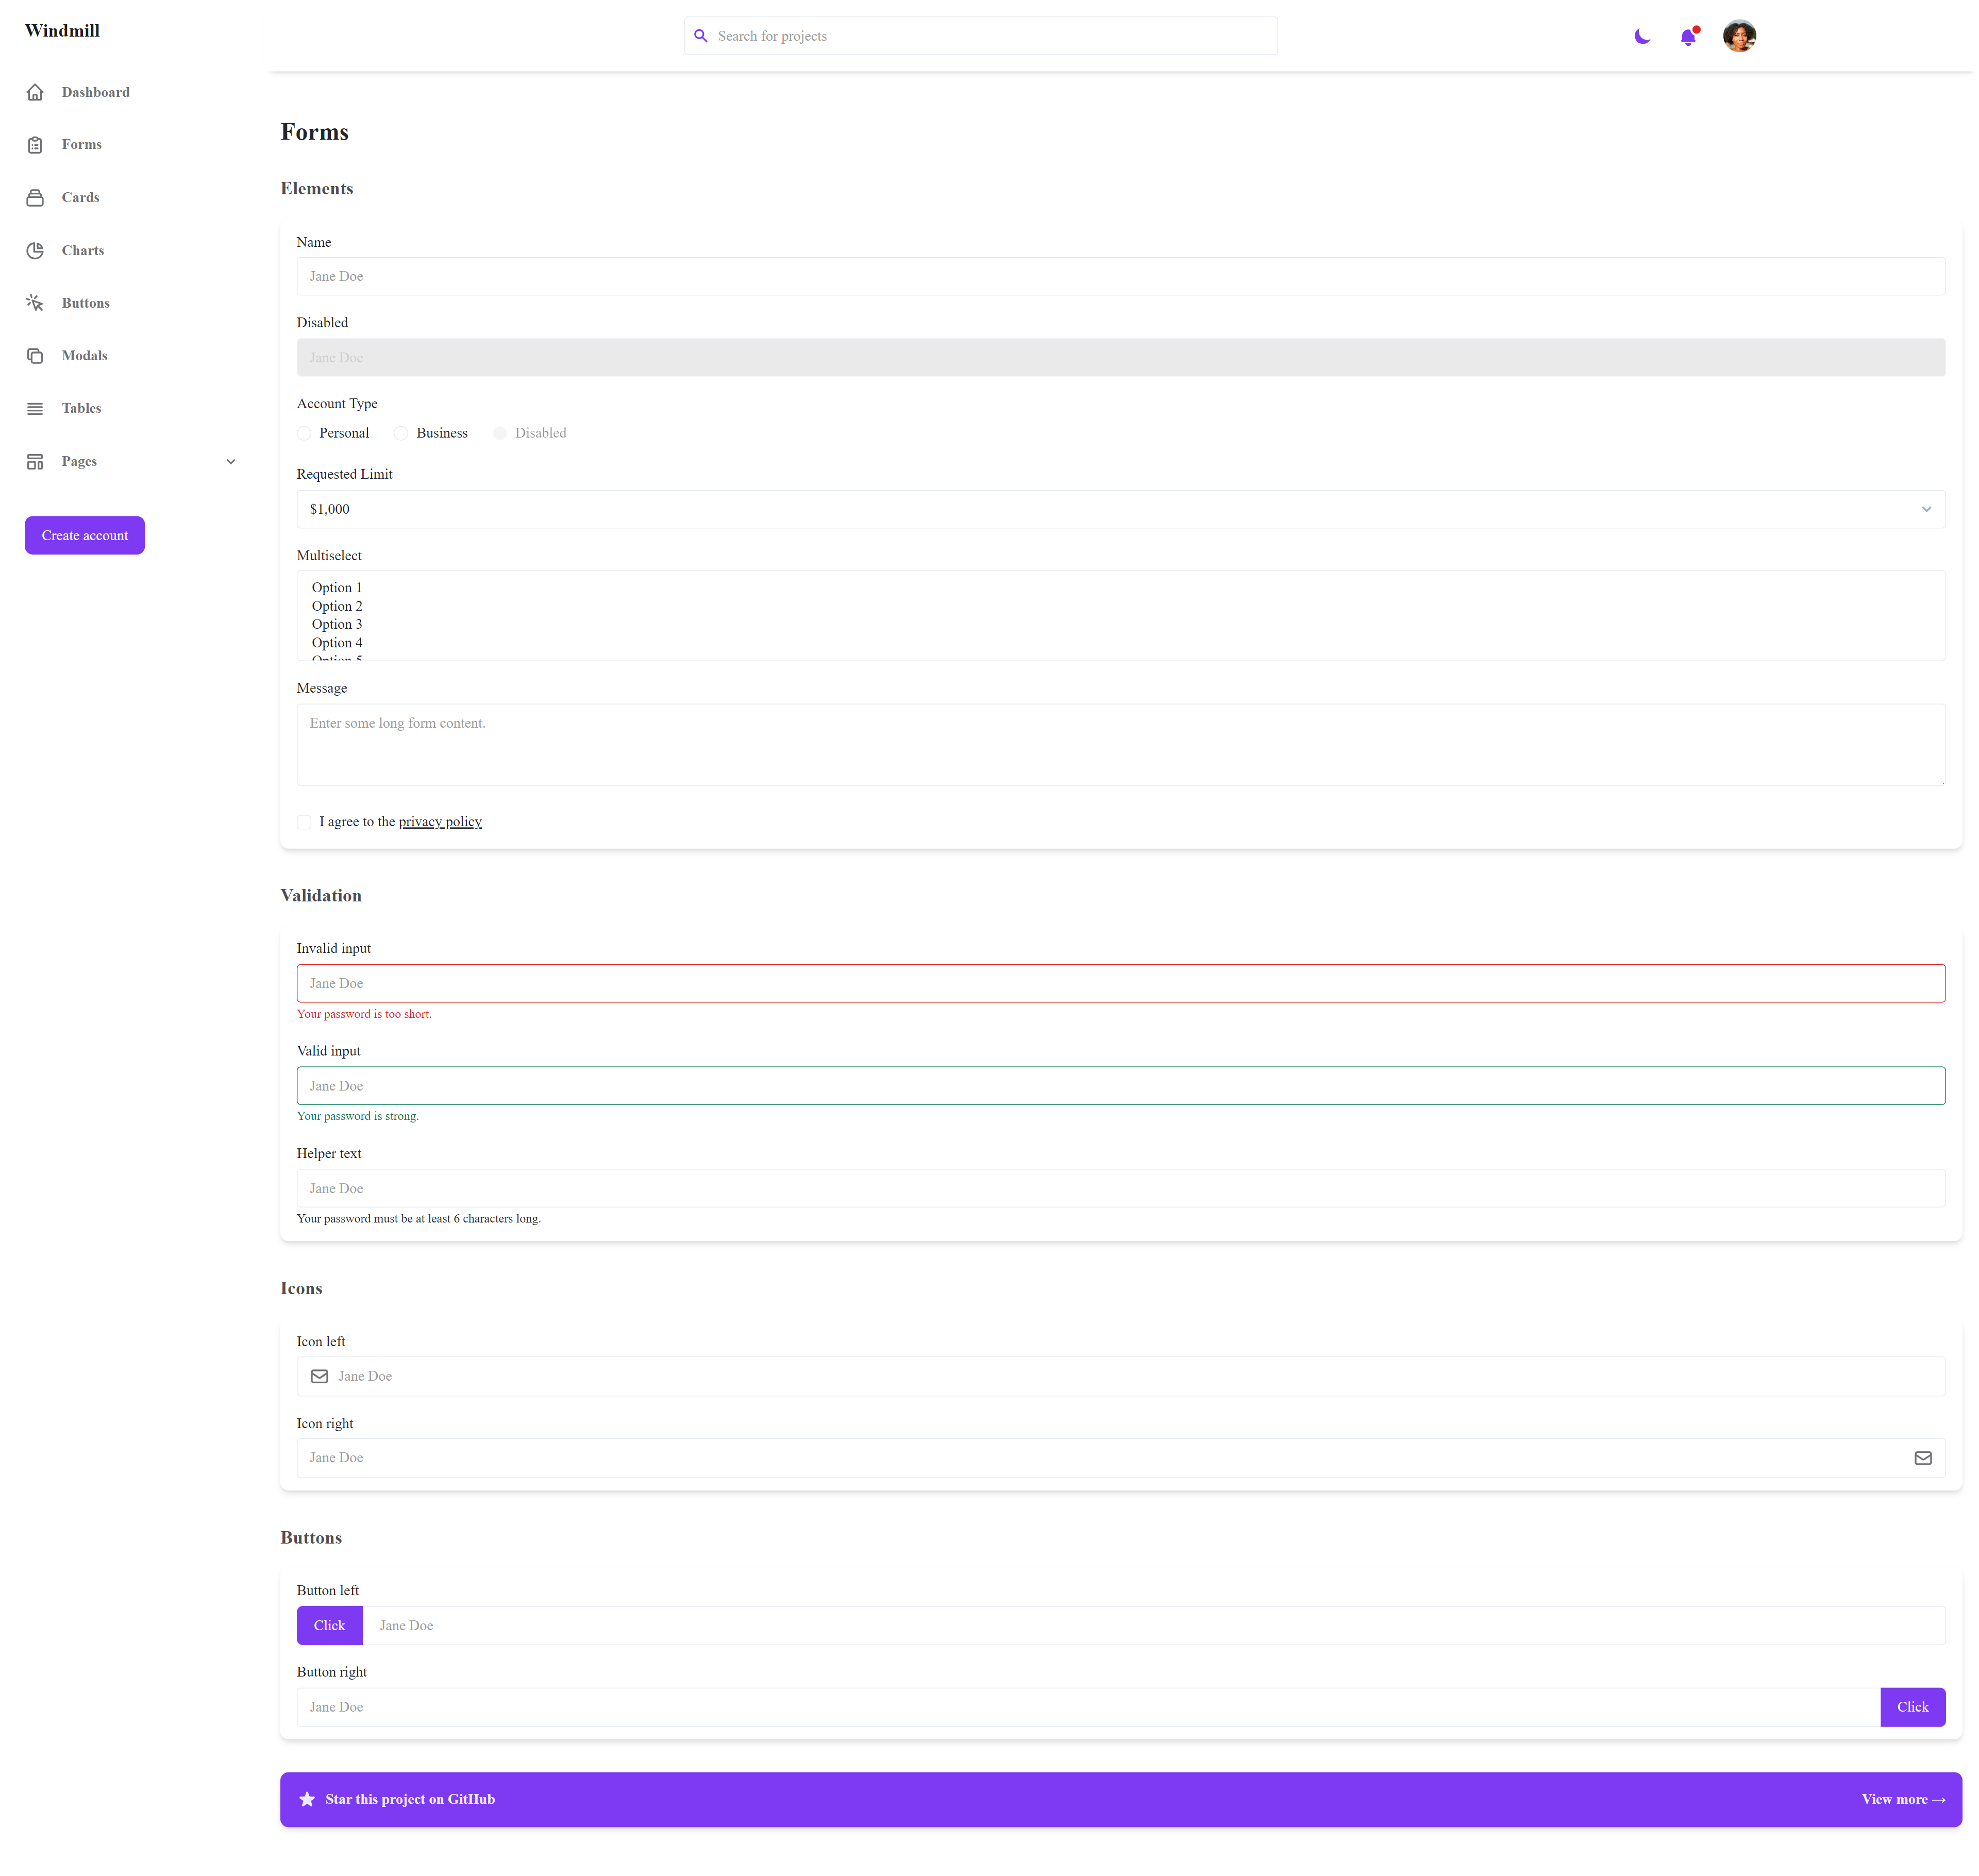 Windmill
Search for projects
Dashboard
Forms
Cards
Charts
Buttons
Modals
Tables
Pages
Create account
Forms
Elements
Name
Jane Doe
Disabled
Jane Doe
Account Type
Personal Business Disabled
Requested Limit
$1,000
Multiselect
Option 1
Option 2
Option 3
Option 4
Option 5
Message
Enter some long form content.
I agree to the privacy policy
Validation
Invalid input
Jane Doe
Your password is too short.
Valid input
Jane Doe
Your password is strong.
Helper text
Jane Doe
Your password must be at least 6 characters long.
Icons
Icon left
Jane Doe
Icon right
Jane Doe
Buttons
Button left
Click Jane Doe
Button right
Jane Doe Click
Star this project on GitHub View more →